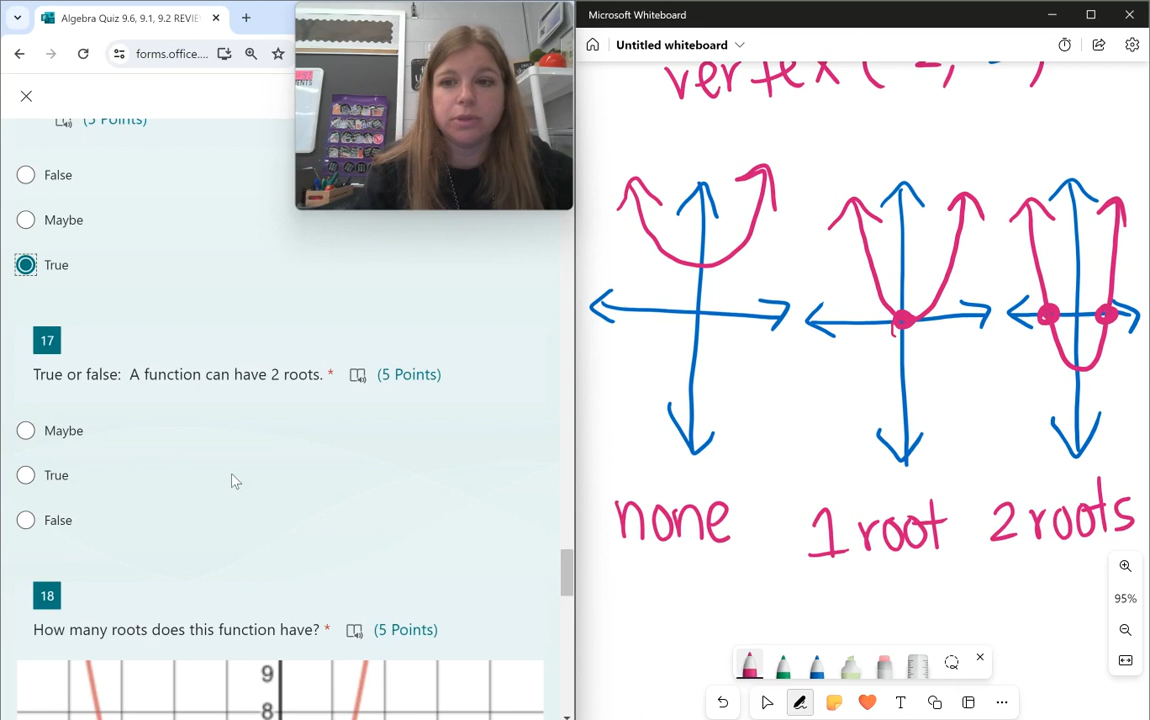 Algebra Quiz 9.6, 9.1, 9.2 REVIE
forms.office....
(5 Points)
False
Maybe
True
17
True or false: A function can have 2 roots. * (5 Points)
Maybe
True
False
18
How many roots does this function have? * (5 Points)
9
8
Microsoft Whiteboard
Untitled whiteboard
vertex (
none
1 root
2 roots
95%